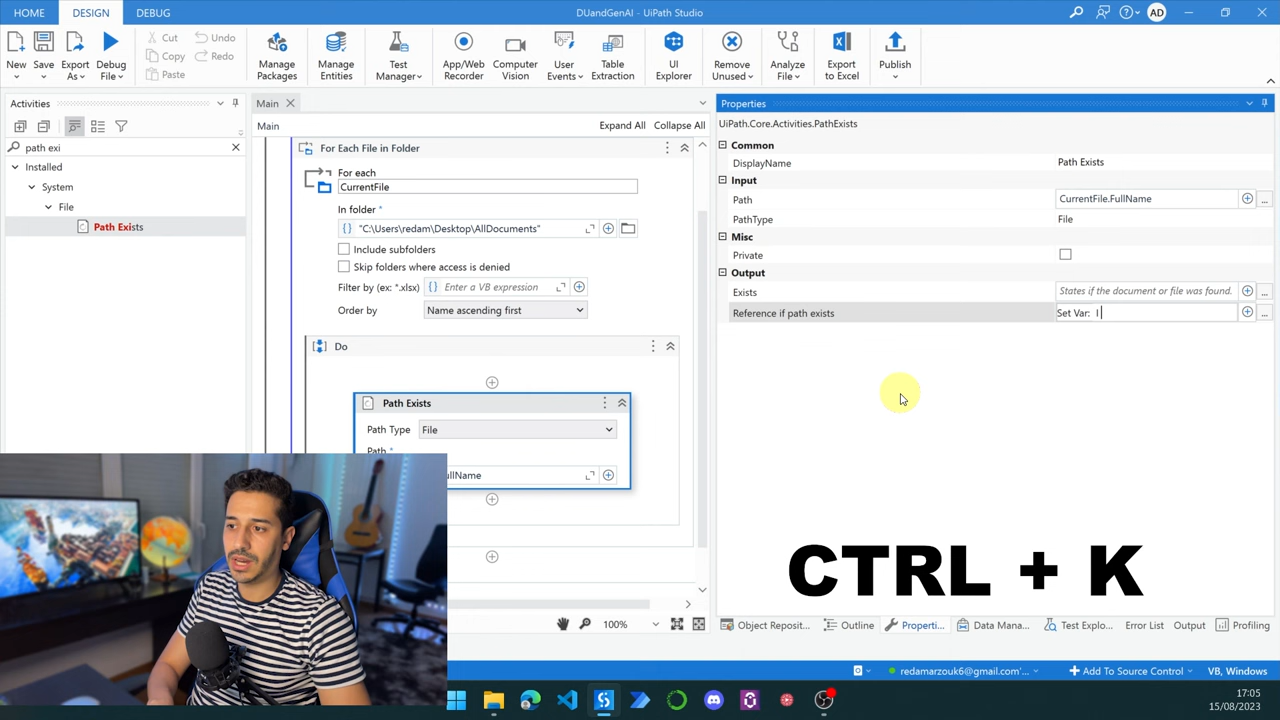 HOME DESIGN DEBUG DUandGenAI - UiPath Studio AD
New Save Export As Debug File Cut Copy Paste Undo Redo Manage Packages Manage Entities Test Manager App/Web Recorder Computer Vision User Events Table Extraction UI Explorer Remove Unused Analyze File Export to Excel Publish
Activities
path exi
Installed
System
File
Path Exists
Main
Main Expand All Collapse All
For Each File in Folder
For each
CurrentFile
In folder *
"C:\Users\redam\Desktop\AllDocuments"
Include subfolders
Skip folders where access is denied
Filter by (ex: *.xlsx) Enter a VB expression
Order by Name ascending first
Do
Path Exists
Path Type File
Path *
ullName
100%
Properties
UiPath.Core.Activities.PathExists
Common
DisplayName Path Exists
Input
Path CurrentFile.FullName
PathType File
Misc
Private
Output
Exists States if the document or file was found.
Reference if path exists Set Var: I
CTRL + K
Object Reposit... Outline Properti... Data Mana... Test Explo... Error List Output Profiling
redamarzouk6@gmail.com'... Add To Source Control VB, Windows
17:05
15/08/2023